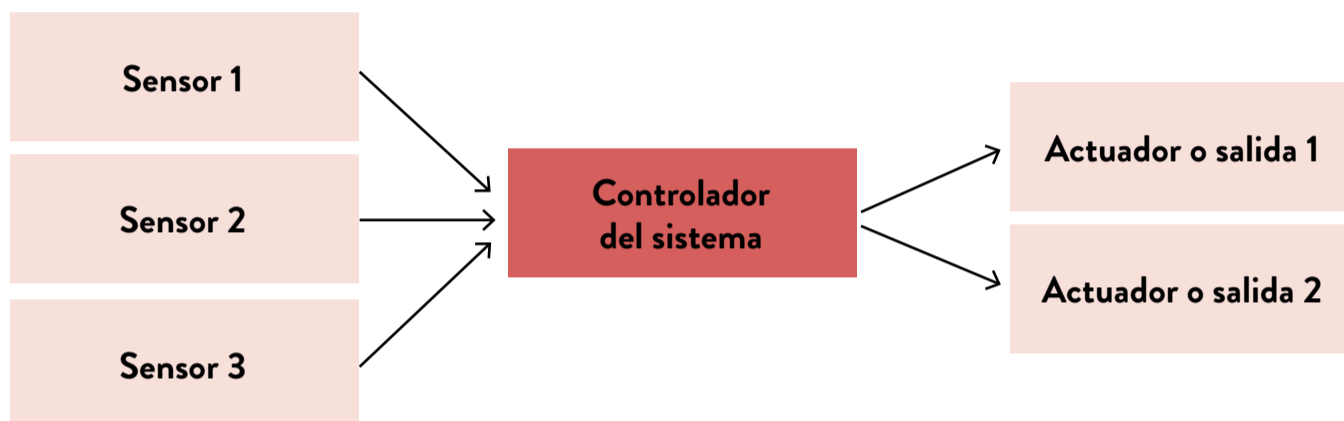 Sensor 1
Sensor 2
Sensor 3
Controlador
del sistema
Actuador o salida 1
Actuador o salida 2